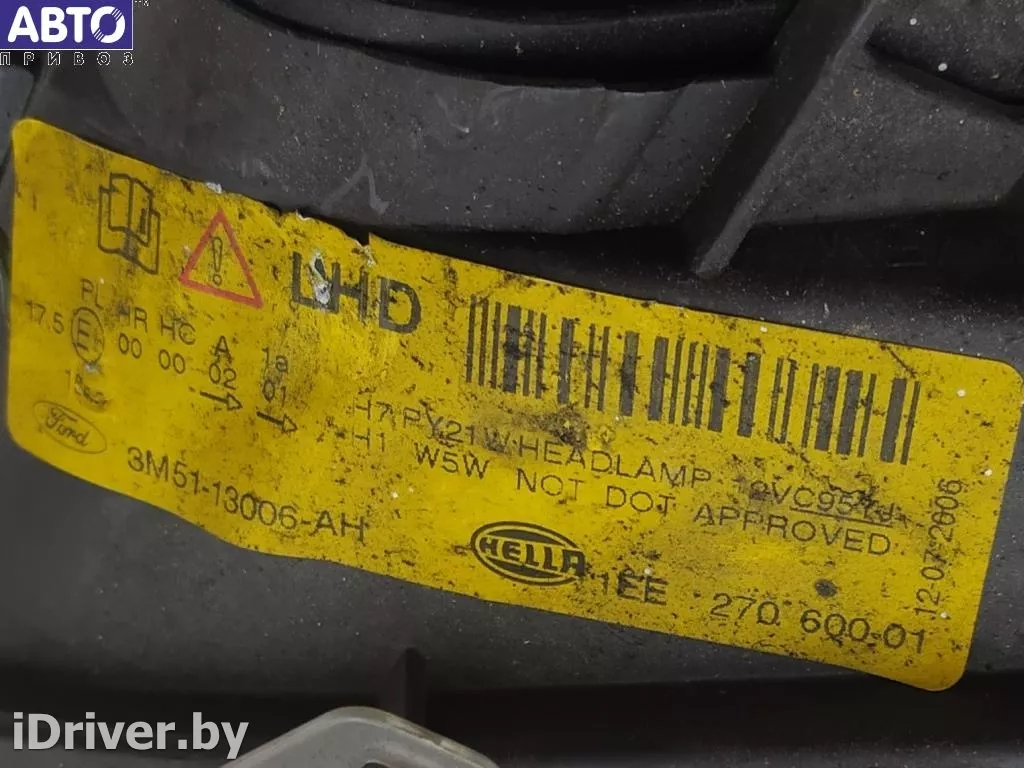 АВТО
ПРИВОЗ
LHD
PL HR HC A 1a
17.5 E1 00 00 02 01
Ford
3M51-13006-AH
H7 PY21W HEADLAMP
H1 W5W NOT DOT APPROVED
HELLA
1EE 270 600-01
12.07.2006
iDriver.by